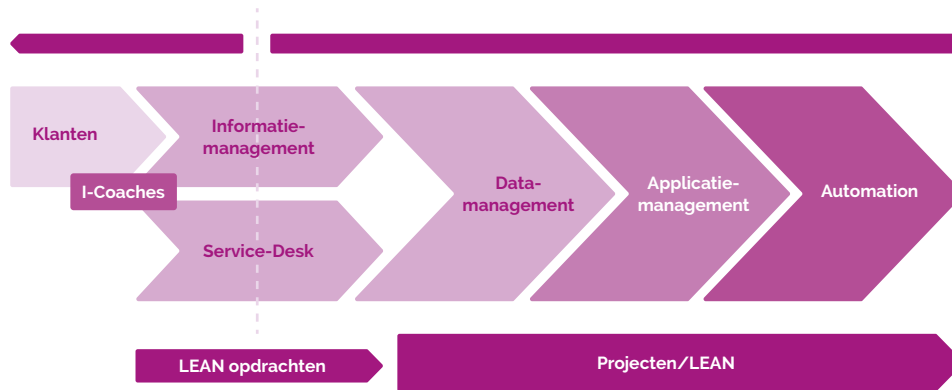 Klanten
Informatie-
management
I-Coaches
Service-Desk
Data-
management
Applicatie-
management
Automation
LEAN opdrachten
Projecten/LEAN